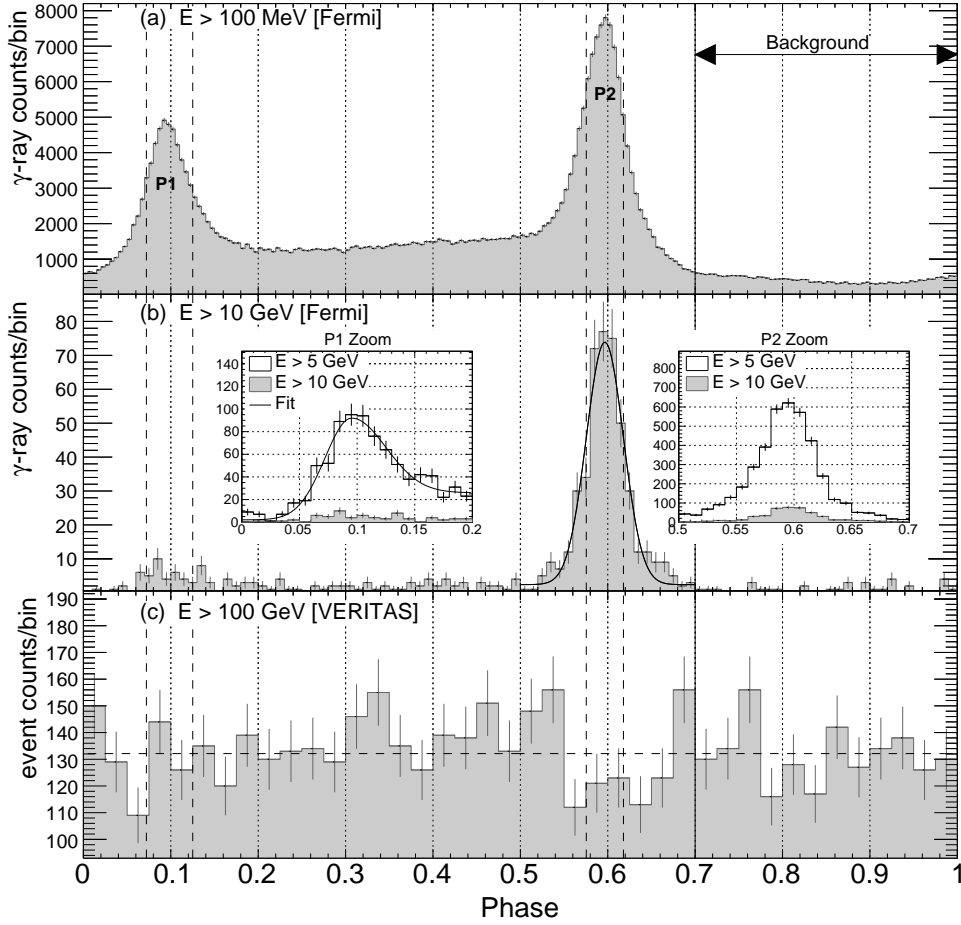 (a) E > 100 MeV [Fermi]
Background
P1
P2
γ-ray counts/bin
8000
7000
6000
5000
4000
3000
2000
1000
(b) E > 10 GeV [Fermi]
γ-ray counts/bin
80
70
60
50
40
30
20
10
P1 Zoom
E > 5 GeV
E > 10 GeV
Fit
140
120
100
80
60
40
20
0
0 0.05 0.1 0.15 0.2
P2 Zoom
E > 5 GeV
E > 10 GeV
800
700
600
500
400
300
200
100
0
0.5 0.55 0.6 0.65 0.7
(c) E > 100 GeV [VERITAS]
event counts/bin
190
180
170
160
150
140
130
120
110
100
0 0.1 0.2 0.3 0.4 0.5 0.6 0.7 0.8 0.9 1
Phase